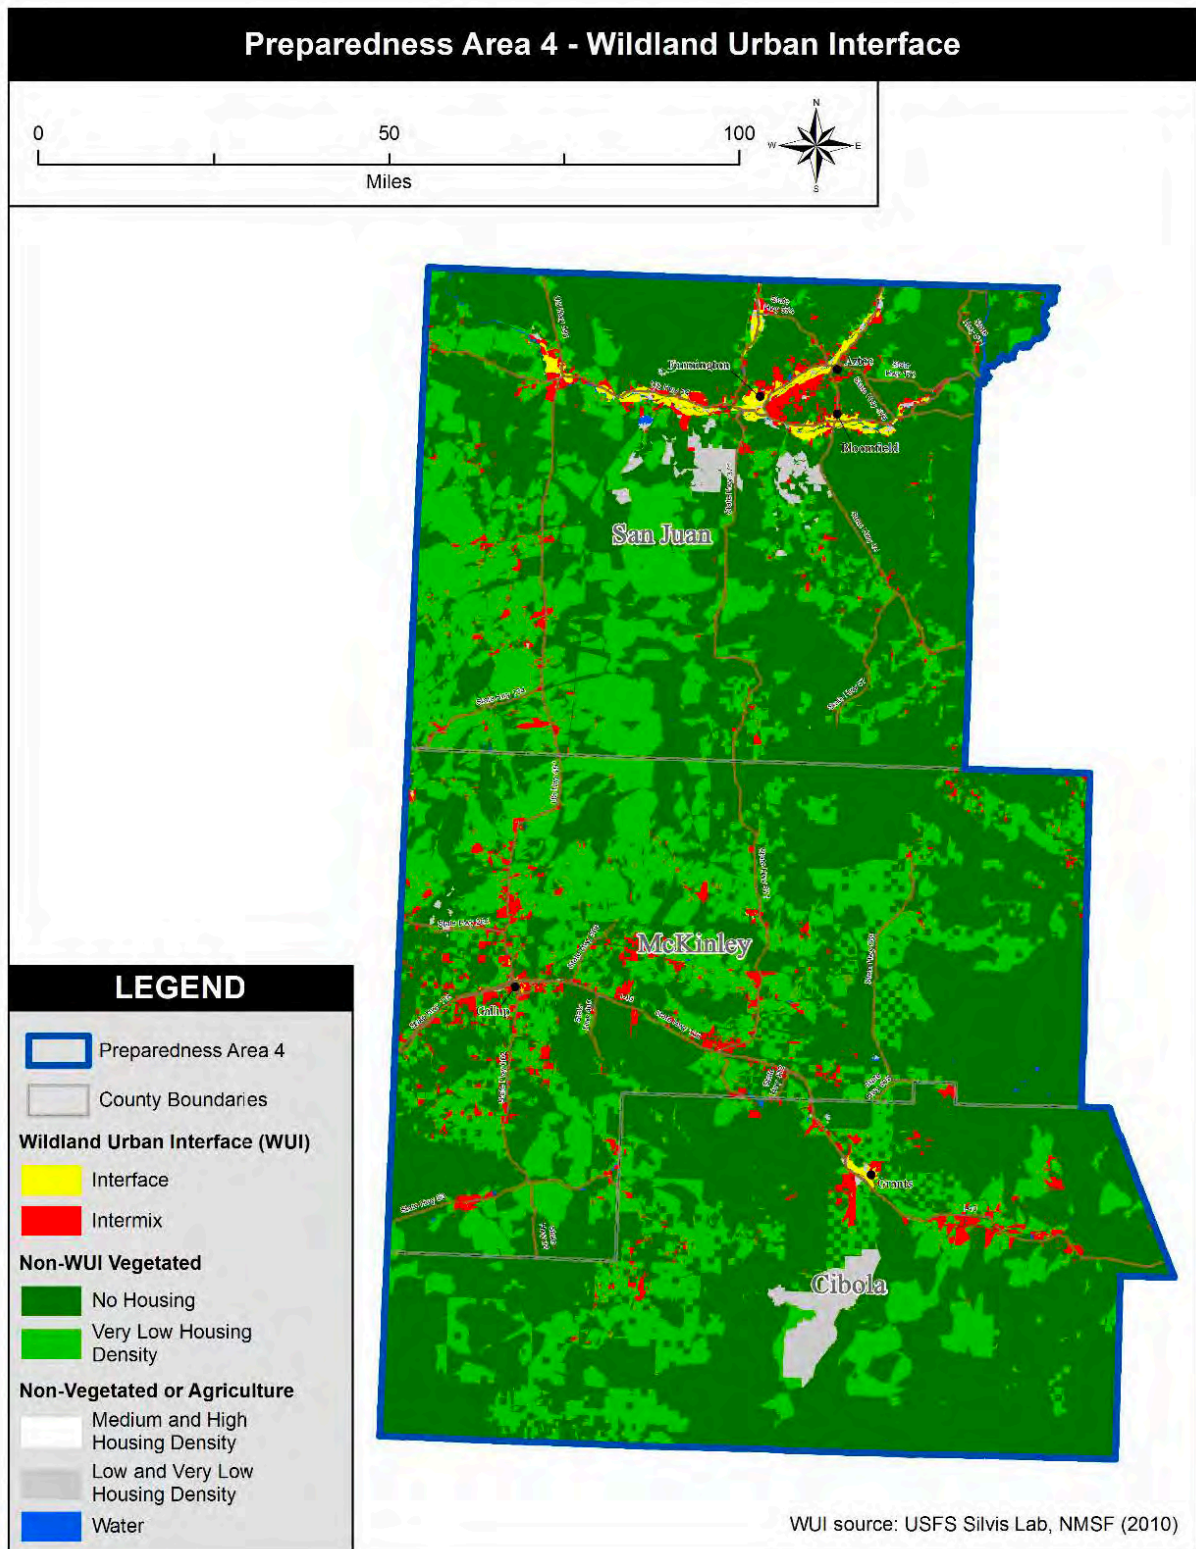 Preparedness Area 4 - Wildland Urban Interface
0 50 100
Miles
N
W E
S
Farmington
Aztec
Bloomfield
San Juan
McKinley
Gallup
Grants
Cibola
LEGEND
Preparedness Area 4
County Boundaries
Wildland Urban Interface (WUI)
Interface
Intermix
Non-WUI Vegetated
No Housing
Very Low Housing
Density
Non-Vegetated or Agriculture
Medium and High
Housing Density
Low and Very Low
Housing Density
Water
WUI source: USFS Silvis Lab, NMSF (2010)